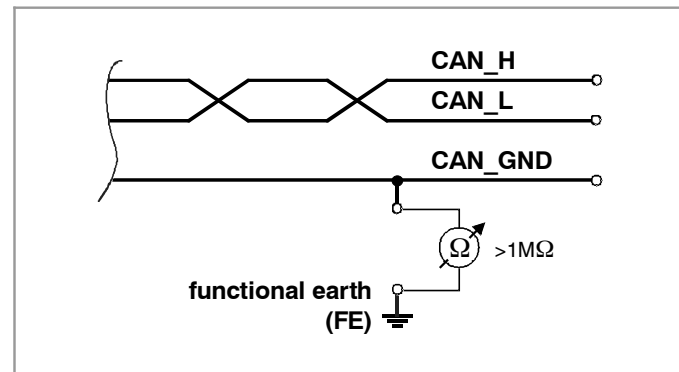 CAN_H
CAN_L
CAN_GND
Ω >1MΩ
functional earth
(FE)